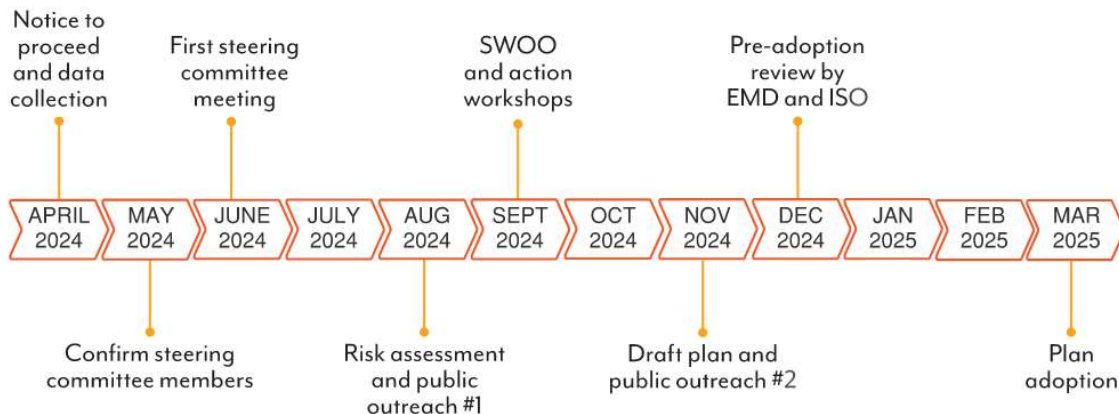 Notice to
proceed
and data
collection
First steering
committee
meeting
SWOO
and action
workshops
Pre-adoption
review by
EMD and ISO
APRIL
2024
MAY
2024
JUNE
2024
JULY
2024
AUG
2024
SEPT
2024
OCT
2024
NOV
2024
DEC
2024
JAN
2025
FEB
2025
MAR
2025
Confirm steering
committee members
Risk assessment
and public
outreach #1
Draft plan and
public outreach #2
Plan
adoption